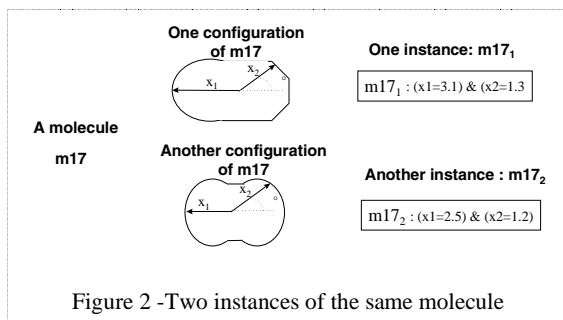 One configuration
of m17
x₁
x₂
One instance: m17₁
m17₁ : (x1=3.1) & (x2=1.3
A molecule
m17
Another configuration
of m17
x₁
x₂
Another instance : m17₂
m17₂ : (x1=2.5) & (x2=1.2)
Figure 2 -Two instances of the same molecule